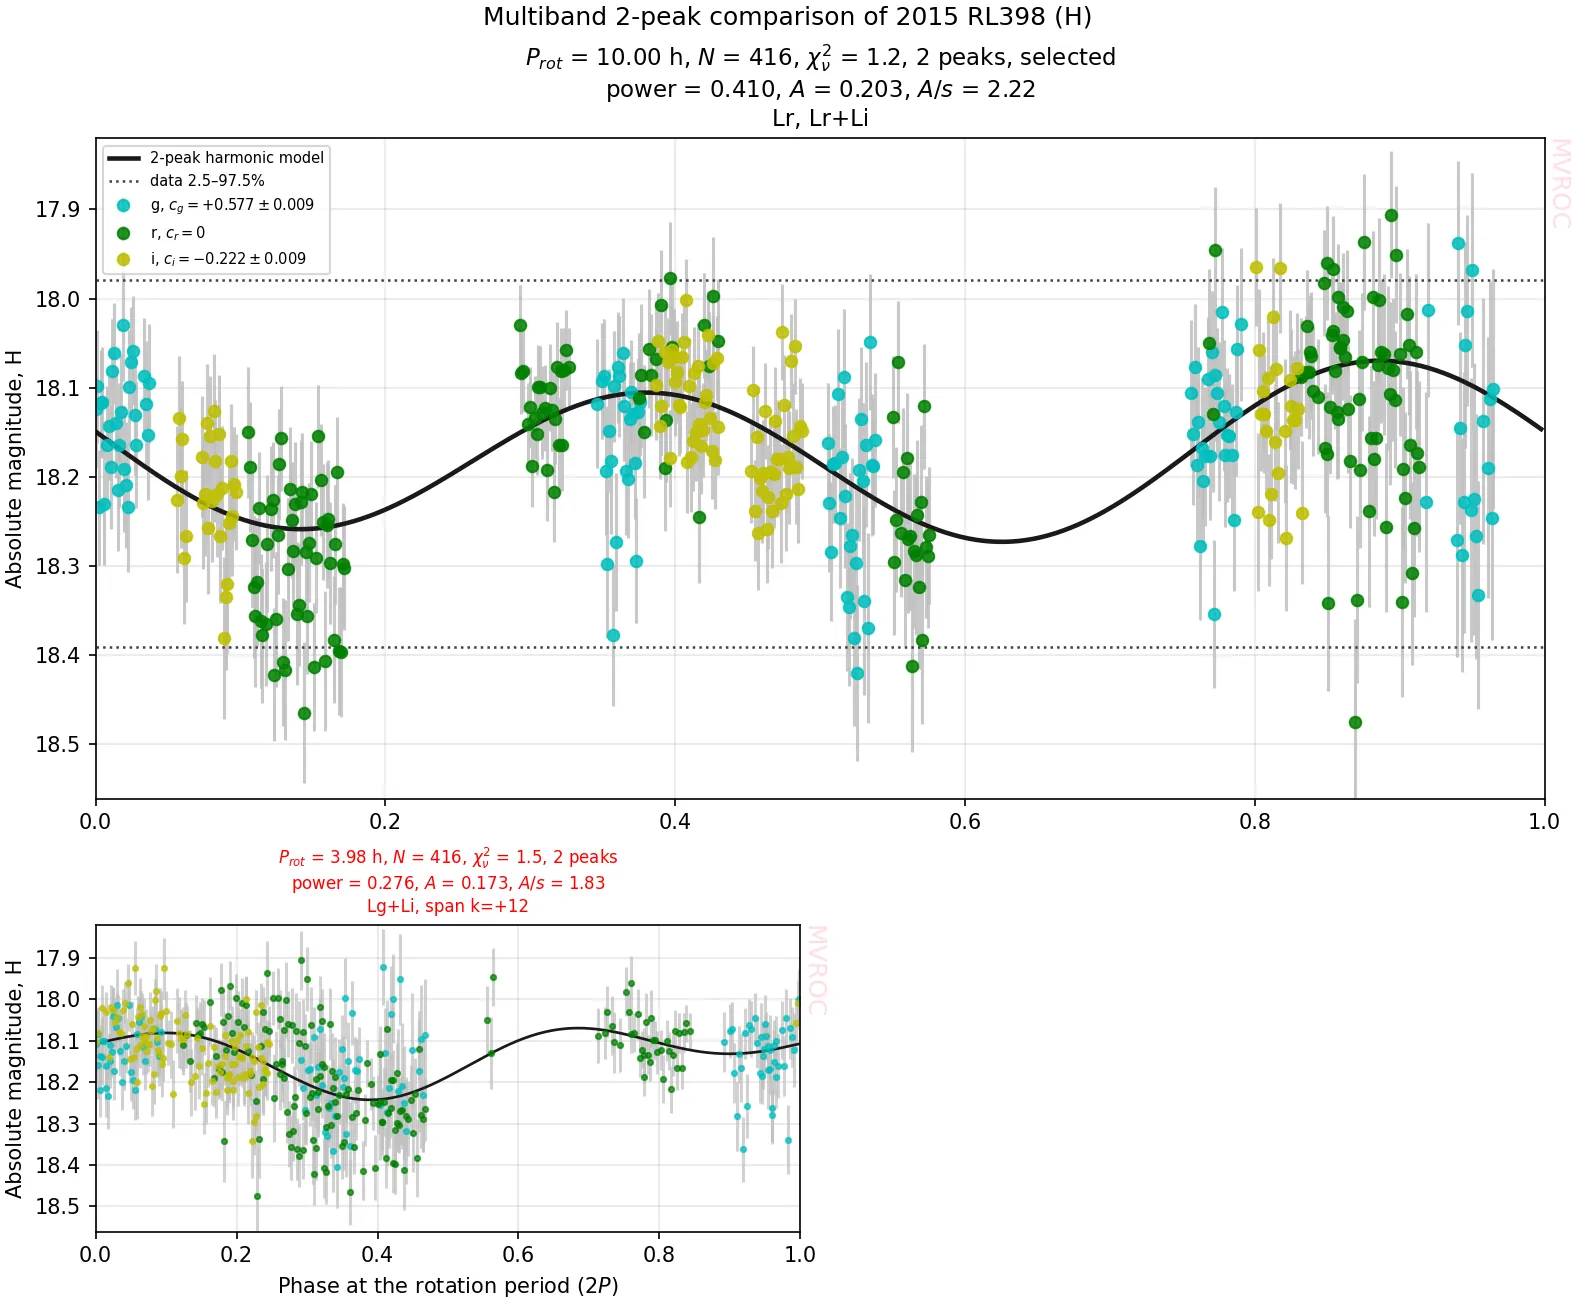 Multiband 2-peak comparison of 2015 RL398 (H)
P_rot = 10.00 h, N = 416, χ²_ν = 1.2, 2 peaks, selected
power = 0.410, A = 0.203, A/s = 2.22
Lr, Lr+Li
2-peak harmonic model
data 2.5–97.5%
g, c_g = +0.577 ± 0.009
r, c_r = 0
i, c_i = −0.222 ± 0.009
MVROC
Absolute magnitude, H
17.9
18.0
18.1
18.2
18.3
18.4
18.5
0.0 0.2 0.4 0.6 0.8 1.0
P_rot = 3.98 h, N = 416, χ²_ν = 1.5, 2 peaks
power = 0.276, A = 0.173, A/s = 1.83
Lg+Li, span k=+12
MVROC
Absolute magnitude, H
17.9
18.0
18.1
18.2
18.3
18.4
18.5
0.0 0.2 0.4 0.6 0.8 1.0
Phase at the rotation period (2P)